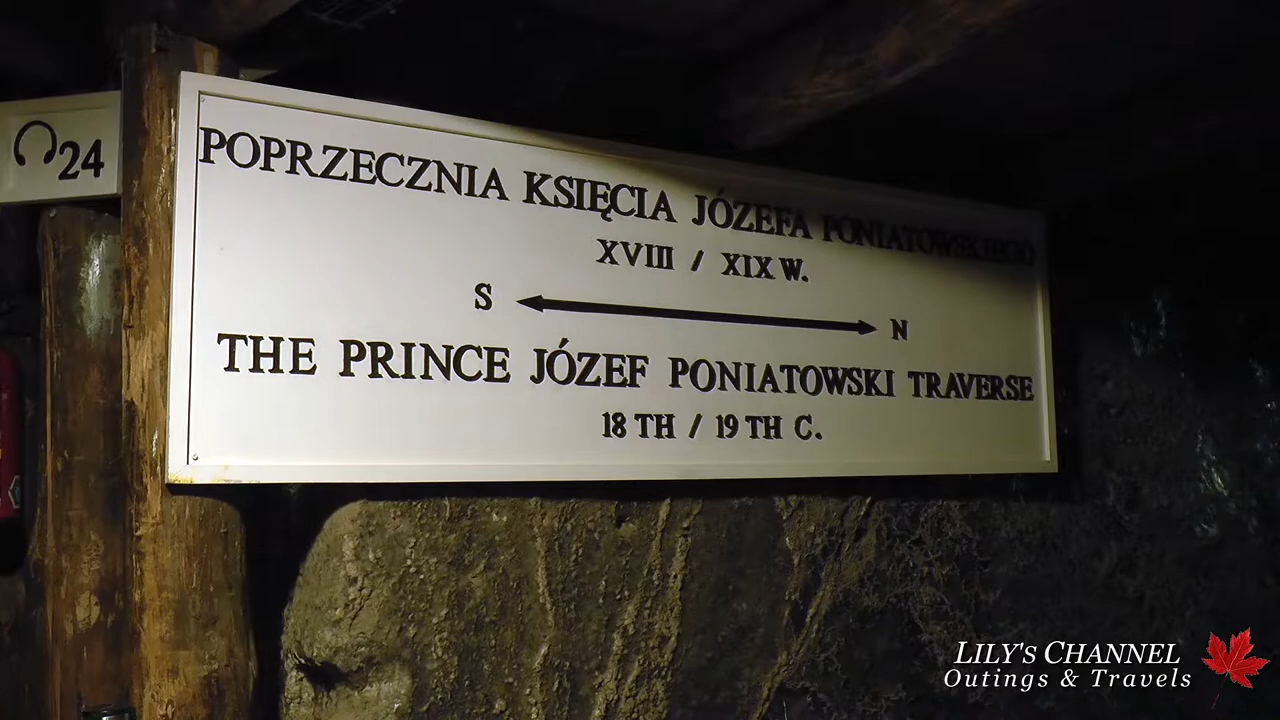 24
POPRZECZNIA KSIĘCIA JÓZEFA PONIATOWSKIEGO
XVIII / XIX W.
S N
THE PRINCE JÓZEF PONIATOWSKI TRAVERSE
18 TH / 19 TH C.
LILY'S CHANNEL
Outings & Travels